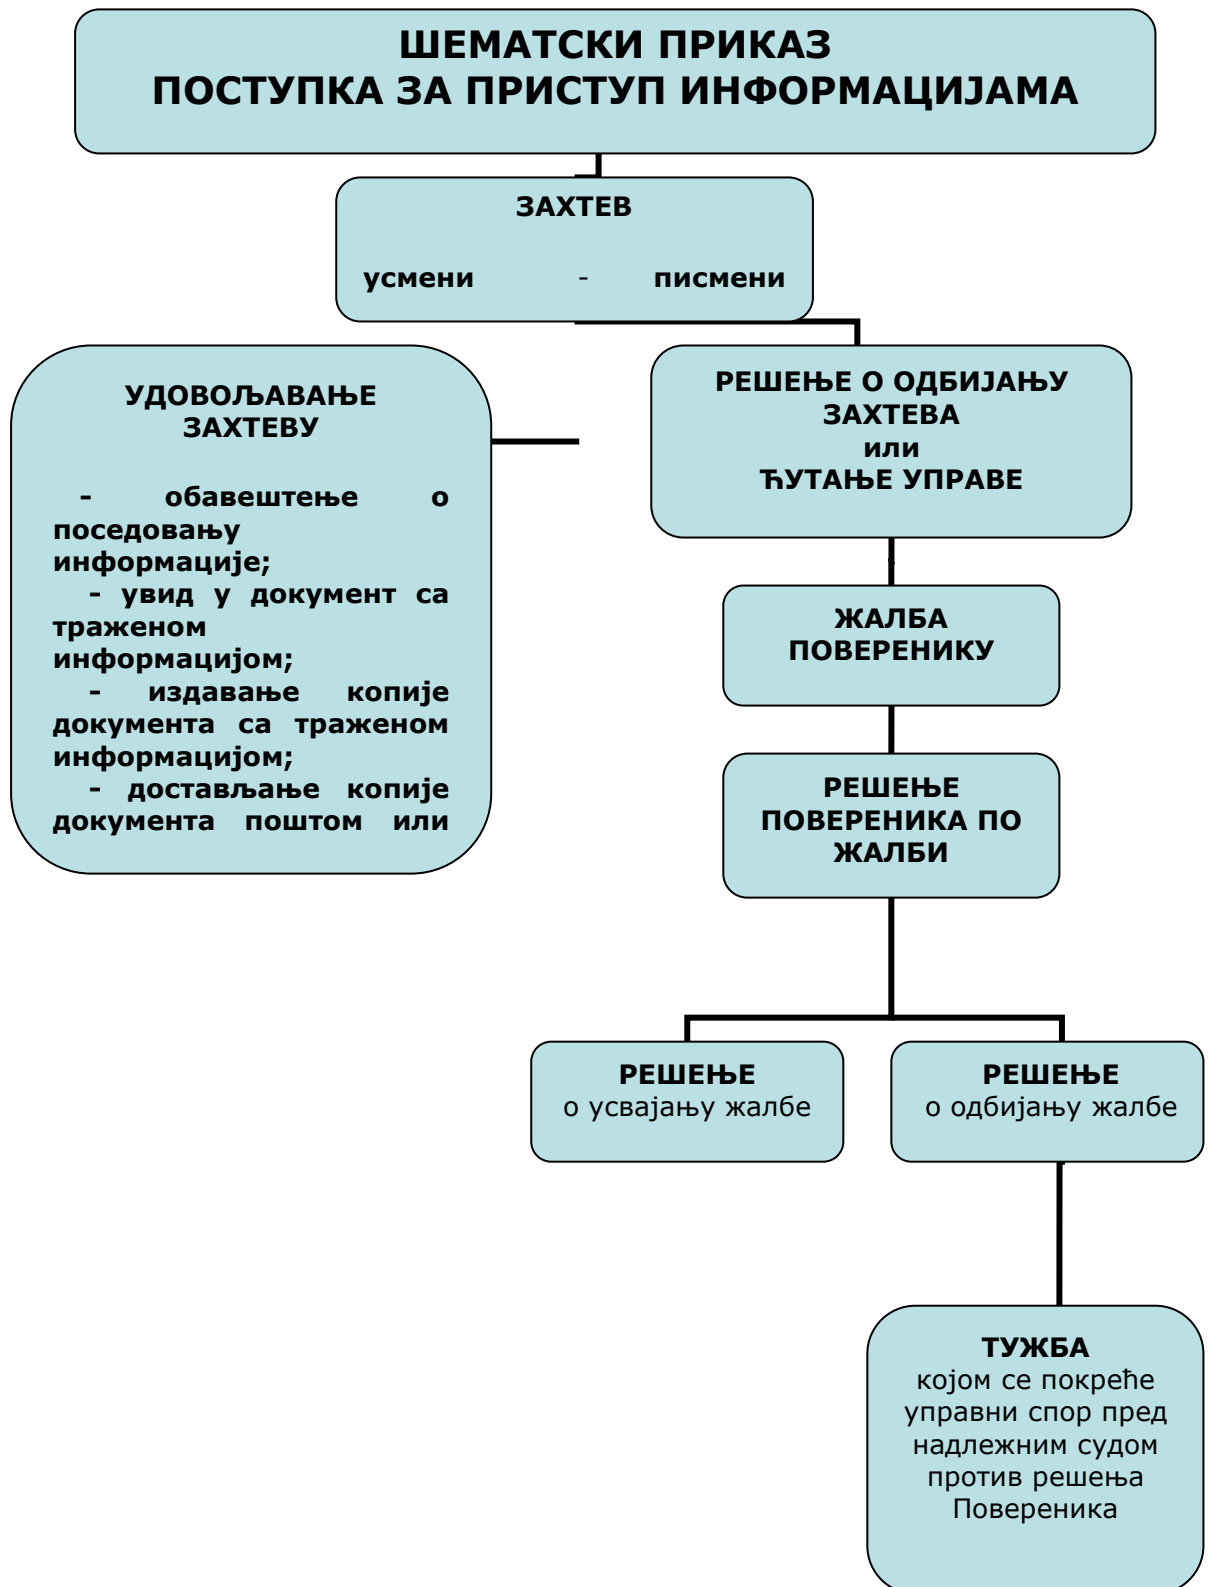 ШЕМАТСКИ ПРИКАЗ
ПОСТУПКА ЗА ПРИСТУП ИНФОРМАЦИЈАМА
ЗАХТЕВ
усмени - писмени
УДОВОЉАВАЊЕ
ЗАХТЕВУ
- обавештење о
поседовању
информације;
- увид у документ са
траженом
информацијом;
- издавање копије
документа са траженом
информацијом;
- достављање копије
документа поштом или
РЕШЕЊЕ О ОДБИЈАЊУ
ЗАХТЕВА
или
ЋУТАЊЕ УПРАВЕ
ЖАЛБА
ПОВЕРЕНИКУ
РЕШЕЊЕ
ПОВЕРЕНИКА ПО
ЖАЛБИ
РЕШЕЊЕ
о усвајању жалбе
РЕШЕЊЕ
о одбијању жалбе
ТУЖБА
којом се покреће
управни спор пред
надлежним судом
против решења
Повереника